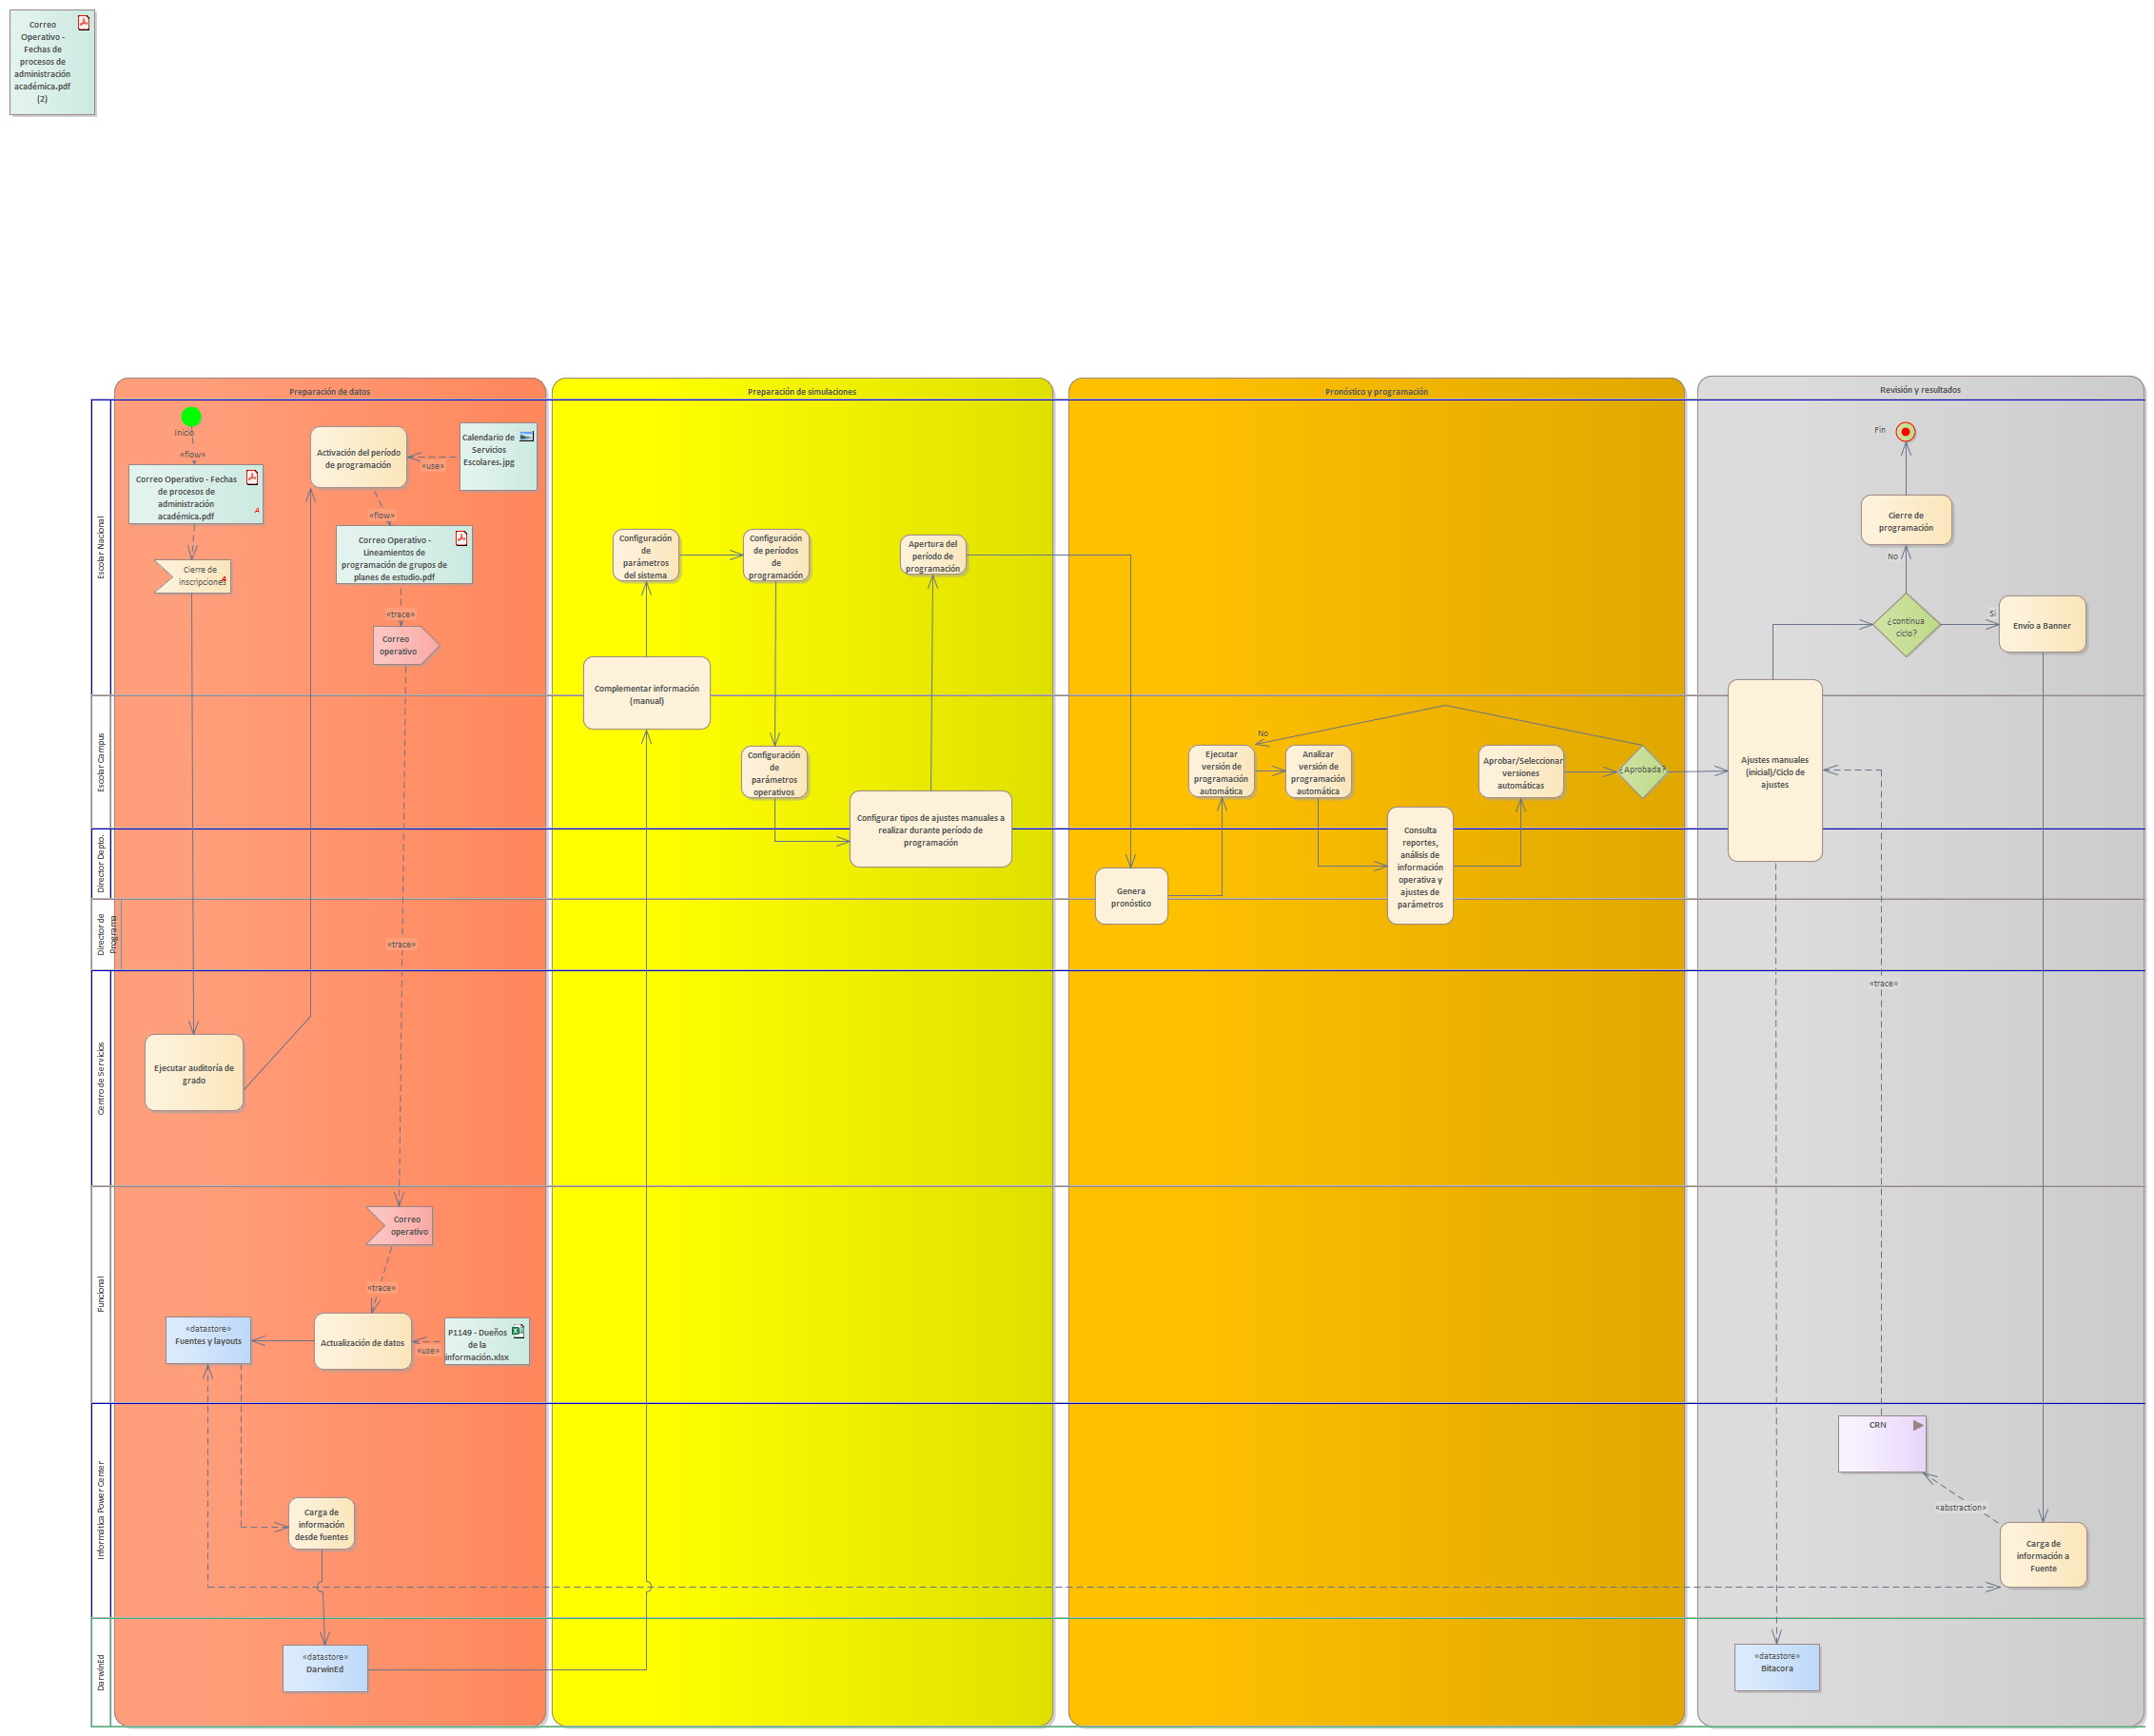 Correo
Operativo -
Fechas de
procesos de
administración
académica.pdf
(2)
Preparación de datos
Preparación de simulaciones
Pronóstico y programación
Revisión y resultados
Escolar Nacional
Inicio
«flow»
Correo Operativo - Fechas
de procesos de
administración
académica.pdf
A
Cierre de
inscripciones
A
Activación del período
de programación
«use»
Calendario de
Servicios
Escolares.jpg
«flow»
Correo Operativo -
Lineamientos de
programación de grupos de
planes de estudio.pdf
«trace»
Correo
operativo
Configuración
de
parámetros
del sistema
Configuración
de períodos
de
programación
Apertura del
período de
programación
Complementar información
(manual)
Fin
Cierre de
programación
No
¿continua
ciclo?
Si
Envío a Banner
Escolar Campus
Configuración
de
parámetros
operativos
Configurar tipos de ajustes manuales a
realizar durante período de
programación
No
Ejecutar
versión de
programación
automática
Analizar
versión de
programación
automática
Aprobar/Seleccionar
versiones
automáticas
¿Aprobada?
Ajustes manuales
(inicial)/Ciclo de
ajustes
Director Depto.
Consulta
reportes,
análisis de
información
operativa y
ajustes de
parámetros
Genera
pronóstico
Director de
Programa
«trace»
«trace»
Centro de Servicios
Ejecutar auditoría de
grado
Funcional
Correo
operativo
«trace»
«datastore»
Fuentes y layouts
Actualización de datos
«use»
P1149 - Dueños
de la
información.xlsx
Informática Power Center
Carga de
información
desde fuentes
CRN
«abstraction»
Carga de
información a
Fuente
DarwinEd
«datastore»
DarwinEd
«datastore»
Bitacora